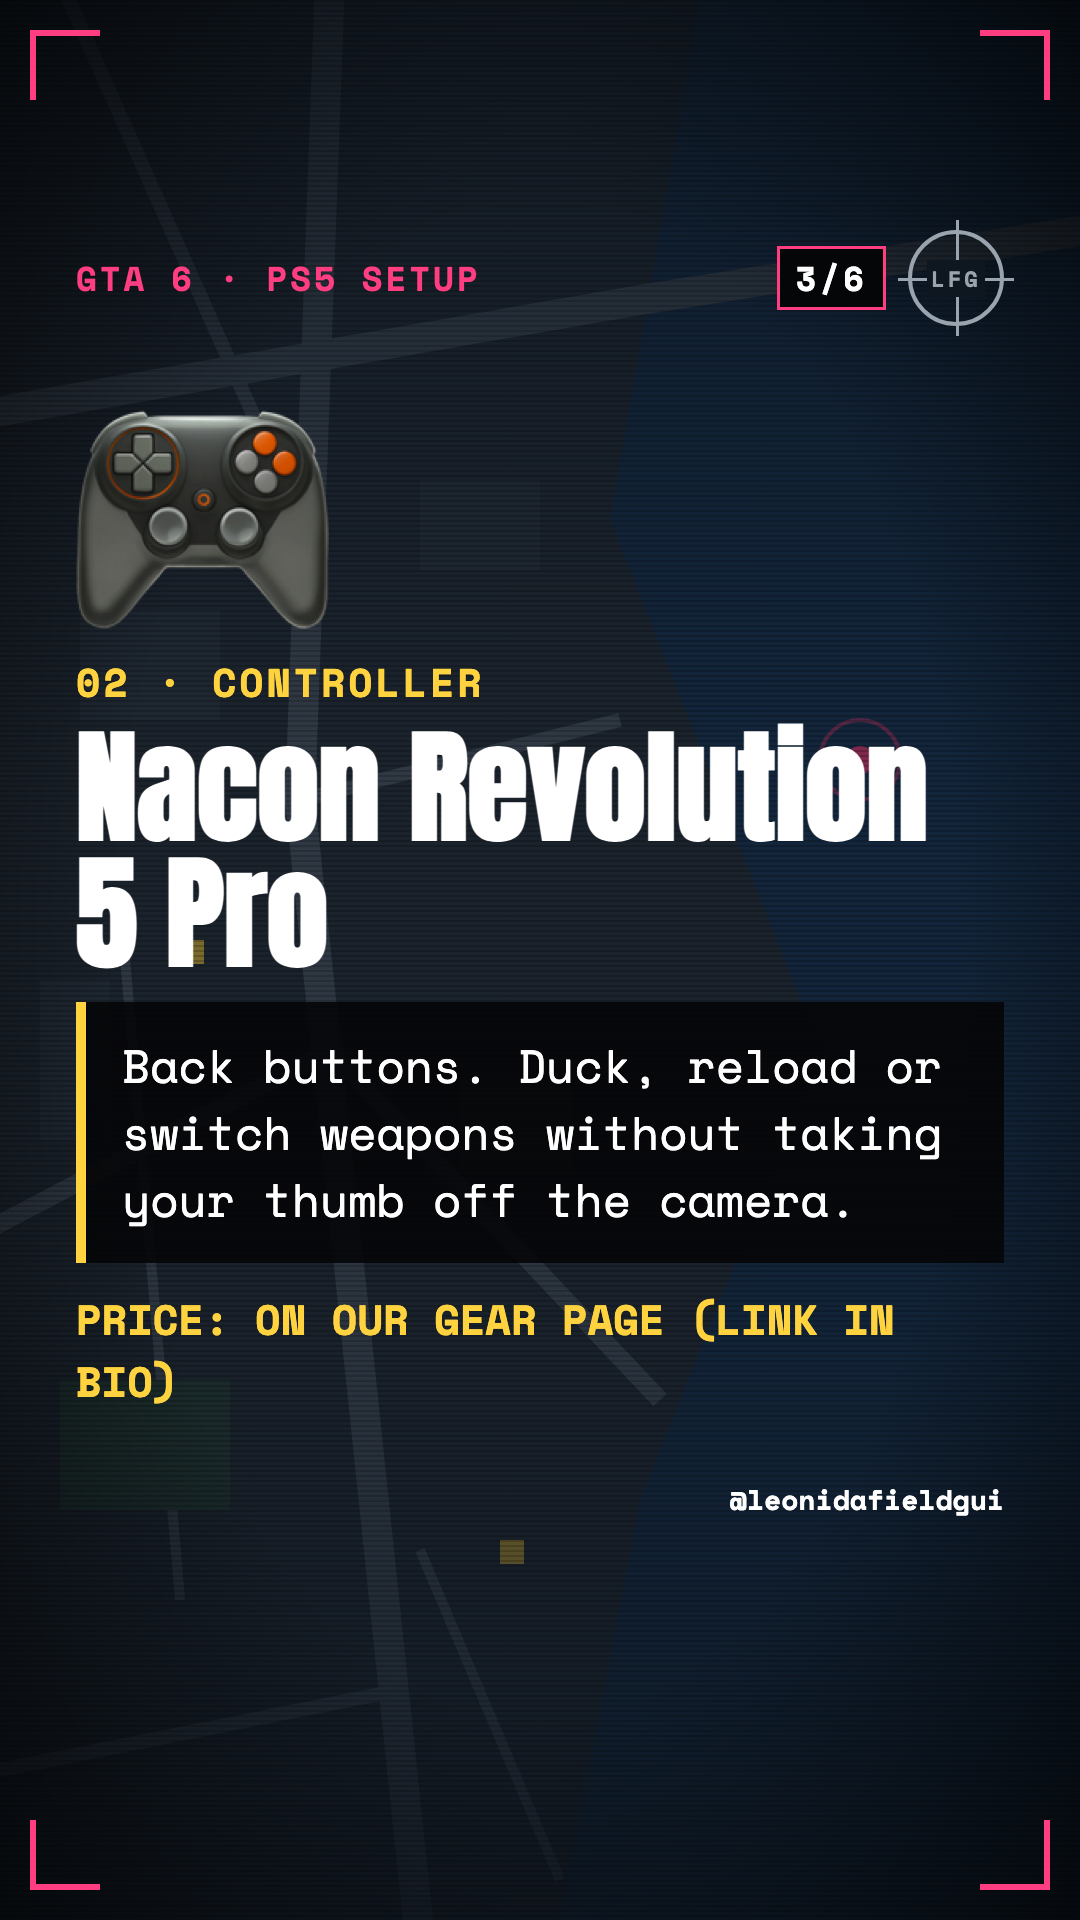 GTA 6 · PS5 SETUP
3/6
LFG
02 · CONTROLLER
Nacon Revolution
5 Pro
Back buttons. Duck, reload or
switch weapons without taking
your thumb off the camera.
PRICE: ON OUR GEAR PAGE (LINK IN
BIO)
@leonidafieldgui